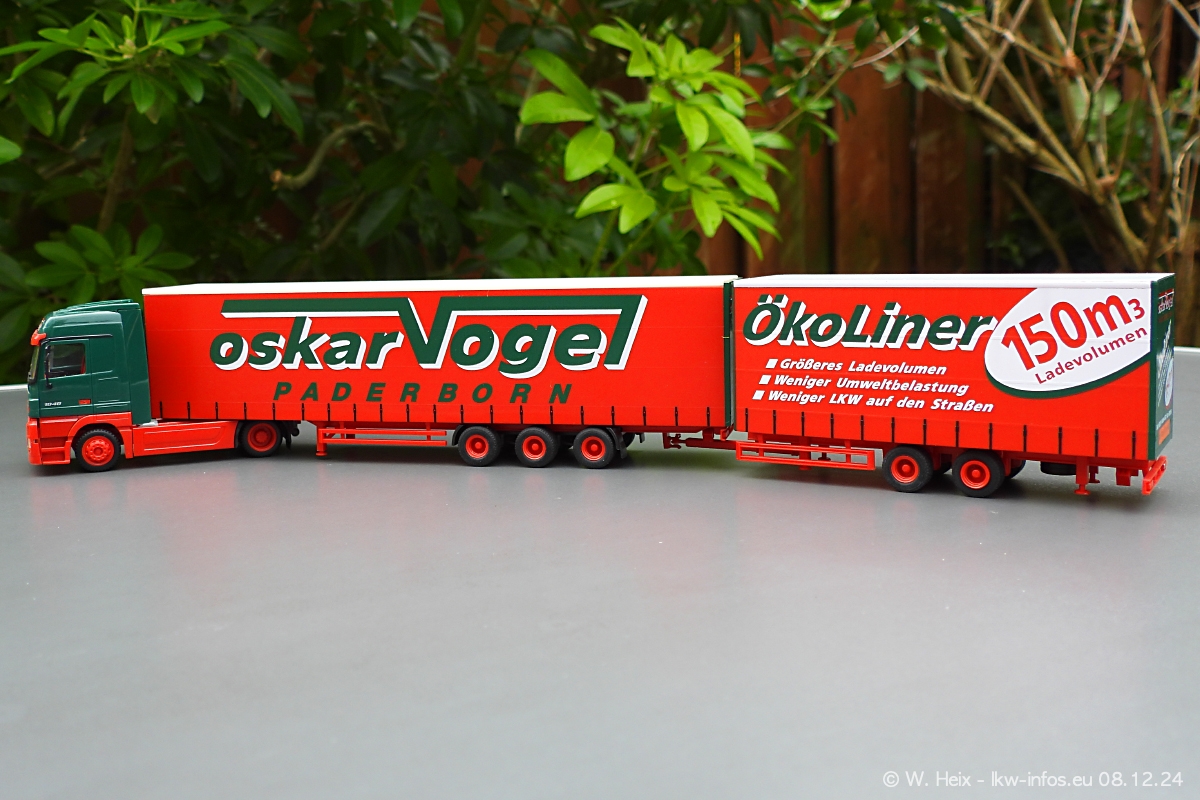 oskarVogel
PADERBORN
ÖkoLiner
150m3
Ladevolumen
Größeres Ladevolumen
Weniger Umweltbelastung
Weniger LKW auf den Straßen
© W. Heix - lkw-infos.eu 08.12.24